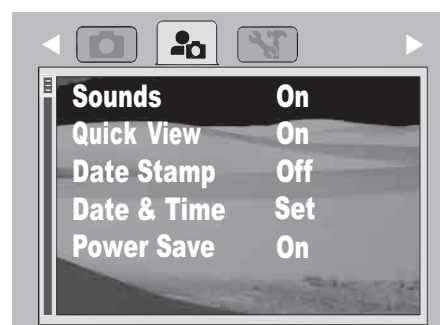 Sounds On
Quick View On
Date Stamp Off
Date & Time Set
Power Save On